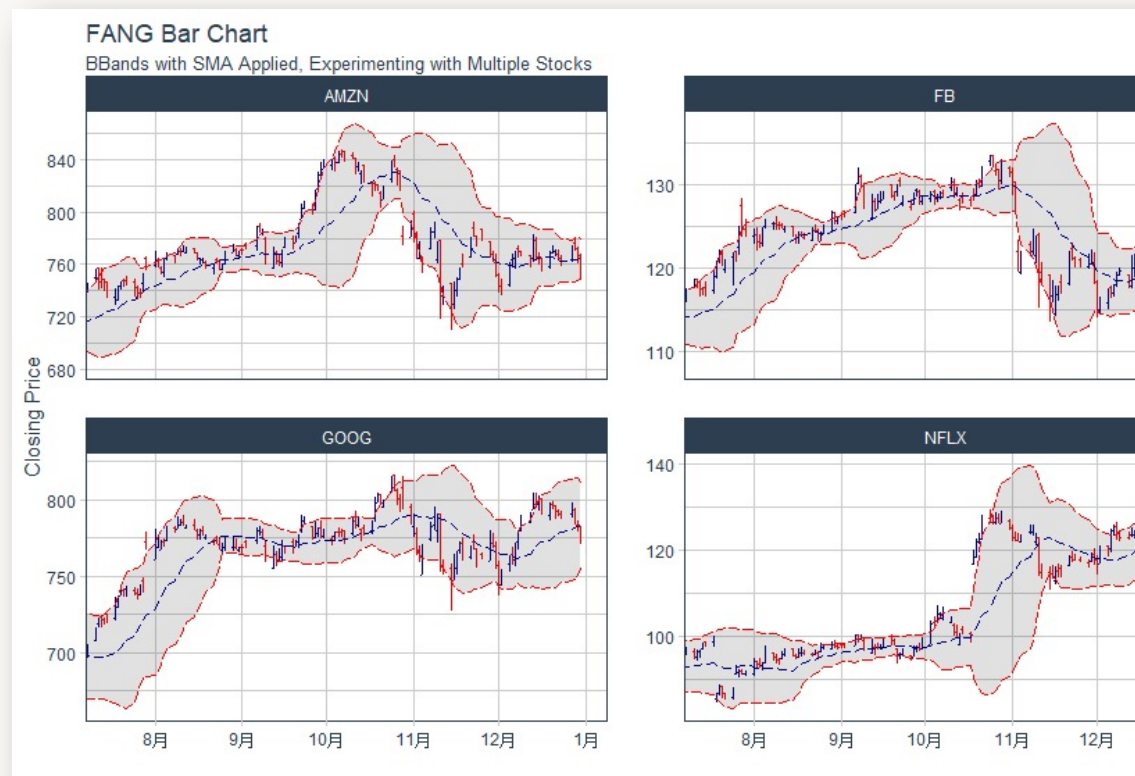 FANG Bar Chart
BBands with SMA Applied, Experimenting with Multiple Stocks
AMZN
FB
840
800
760
720
680
130
120
110
Closing Price
GOOG
NFLX
800
750
700
140
120
100
8月
9月
10月
11月
12月
1月
8月
9月
10月
11月
12月